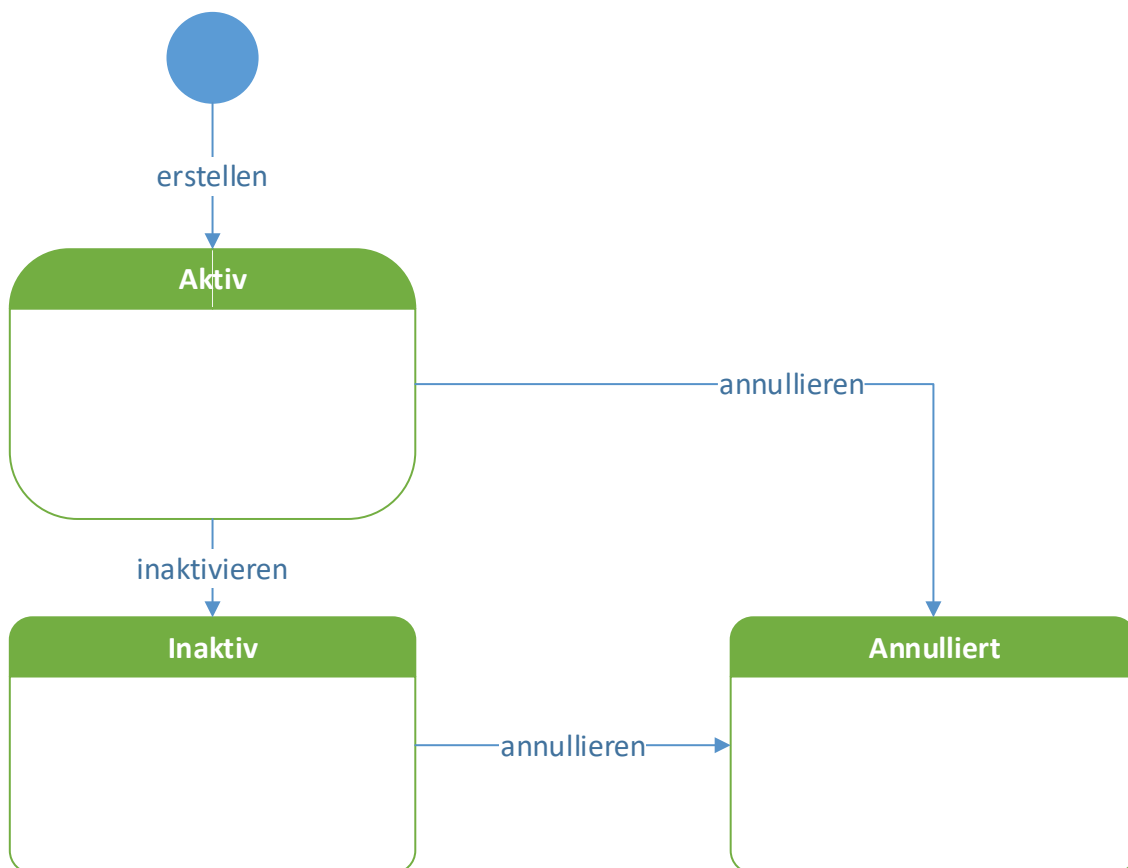 erstellen
Aktiv
annullieren
inaktivieren
Inaktiv
Annulliert
annullieren